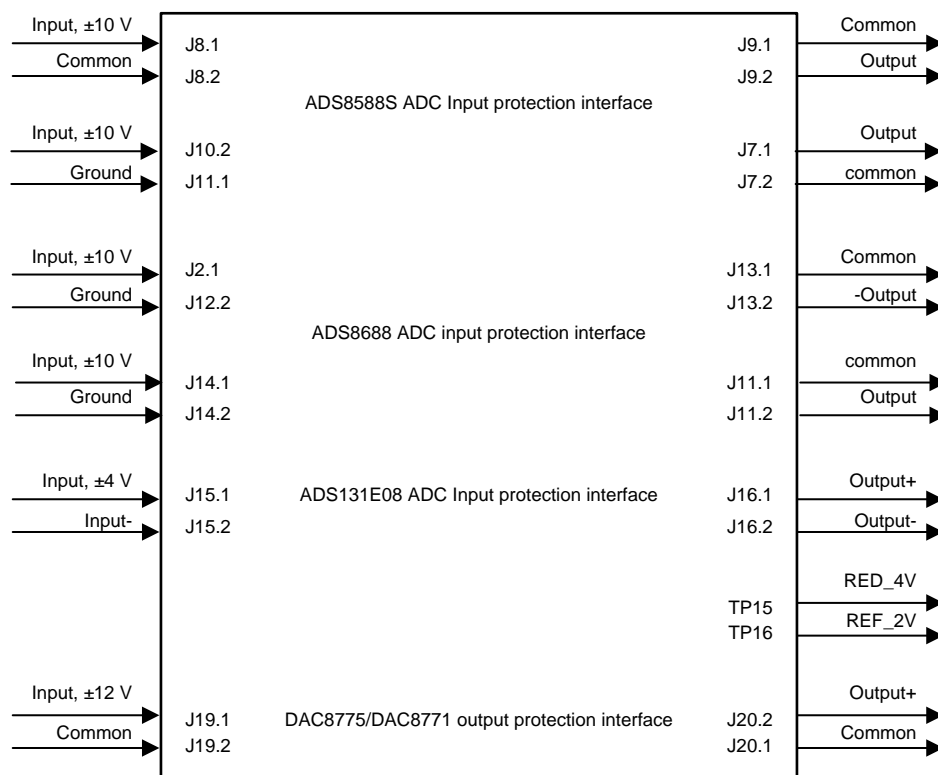 Input, ±10 V J8.1 J9.1 Common
Common J8.2 J9.2 Output
ADS8588S ADC Input protection interface
Input, ±10 V J10.2 J7.1 Output
Ground J11.1 J7.2 common
Input, ±10 V J2.1 J13.1 Common
Ground J12.2 J13.2 -Output
ADS8688 ADC input protection interface
Input, ±10 V J14.1 J11.1 common
Ground J14.2 J11.2 Output
Input, ±4 V J15.1 ADS131E08 ADC Input protection interface J16.1 Output+
Input- J15.2 J16.2 Output-
TP15 RED_4V
TP16 REF_2V
Input, ±12 V J19.1 DAC8775/DAC8771 output protection interface J20.2 Output+
Common J19.2 J20.1 Common